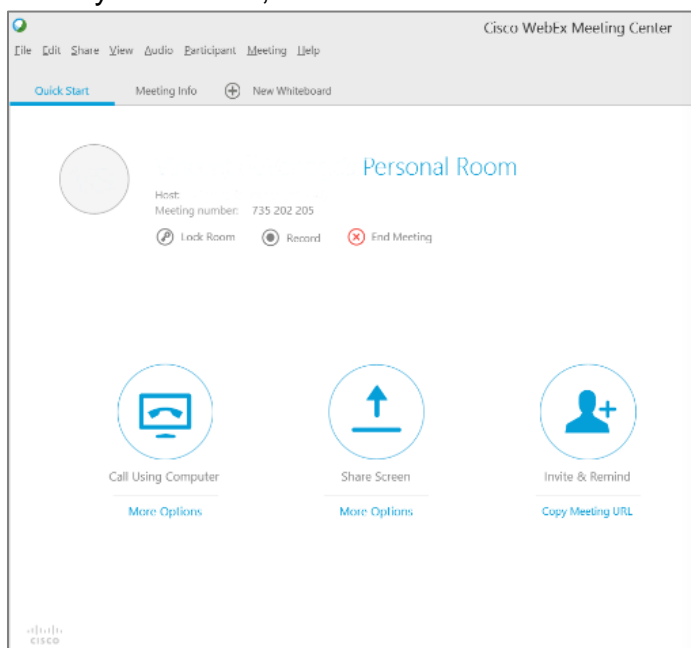 Cisco WebEx Meeting Center
File Edit Share View Audio Participant Meeting Help
Quick Start Meeting Info New Whiteboard
Personal Room
Host:
Meeting number: 735 202 205
Lock Room Record End Meeting
Call Using Computer Share Screen Invite & Remind
More Options More Options Copy Meeting URL
CISCO